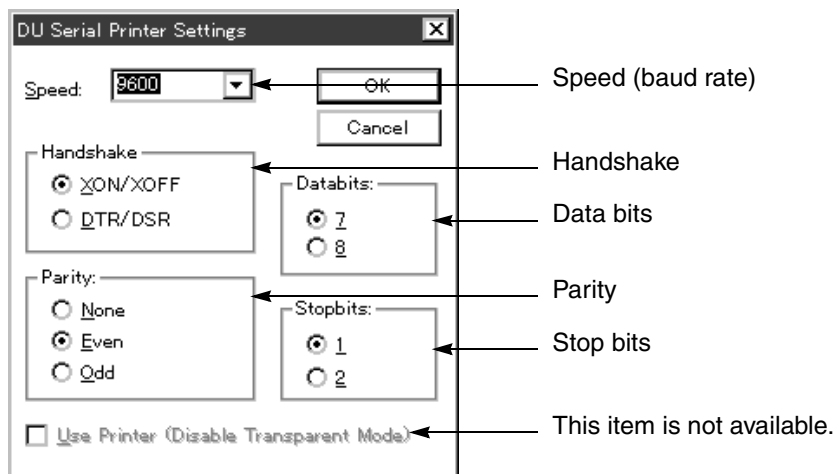 DU Serial Printer Settings
Speed: 9600
OK
Cancel
Handshake
XON/XOFF
DTR/DSR
Databits:
7
8
Parity:
None
Even
Odd
Stopbits:
1
2
Use Printer (Disable Transparent Mode)
Speed (baud rate)
Handshake
Data bits
Parity
Stop bits
This item is not available.